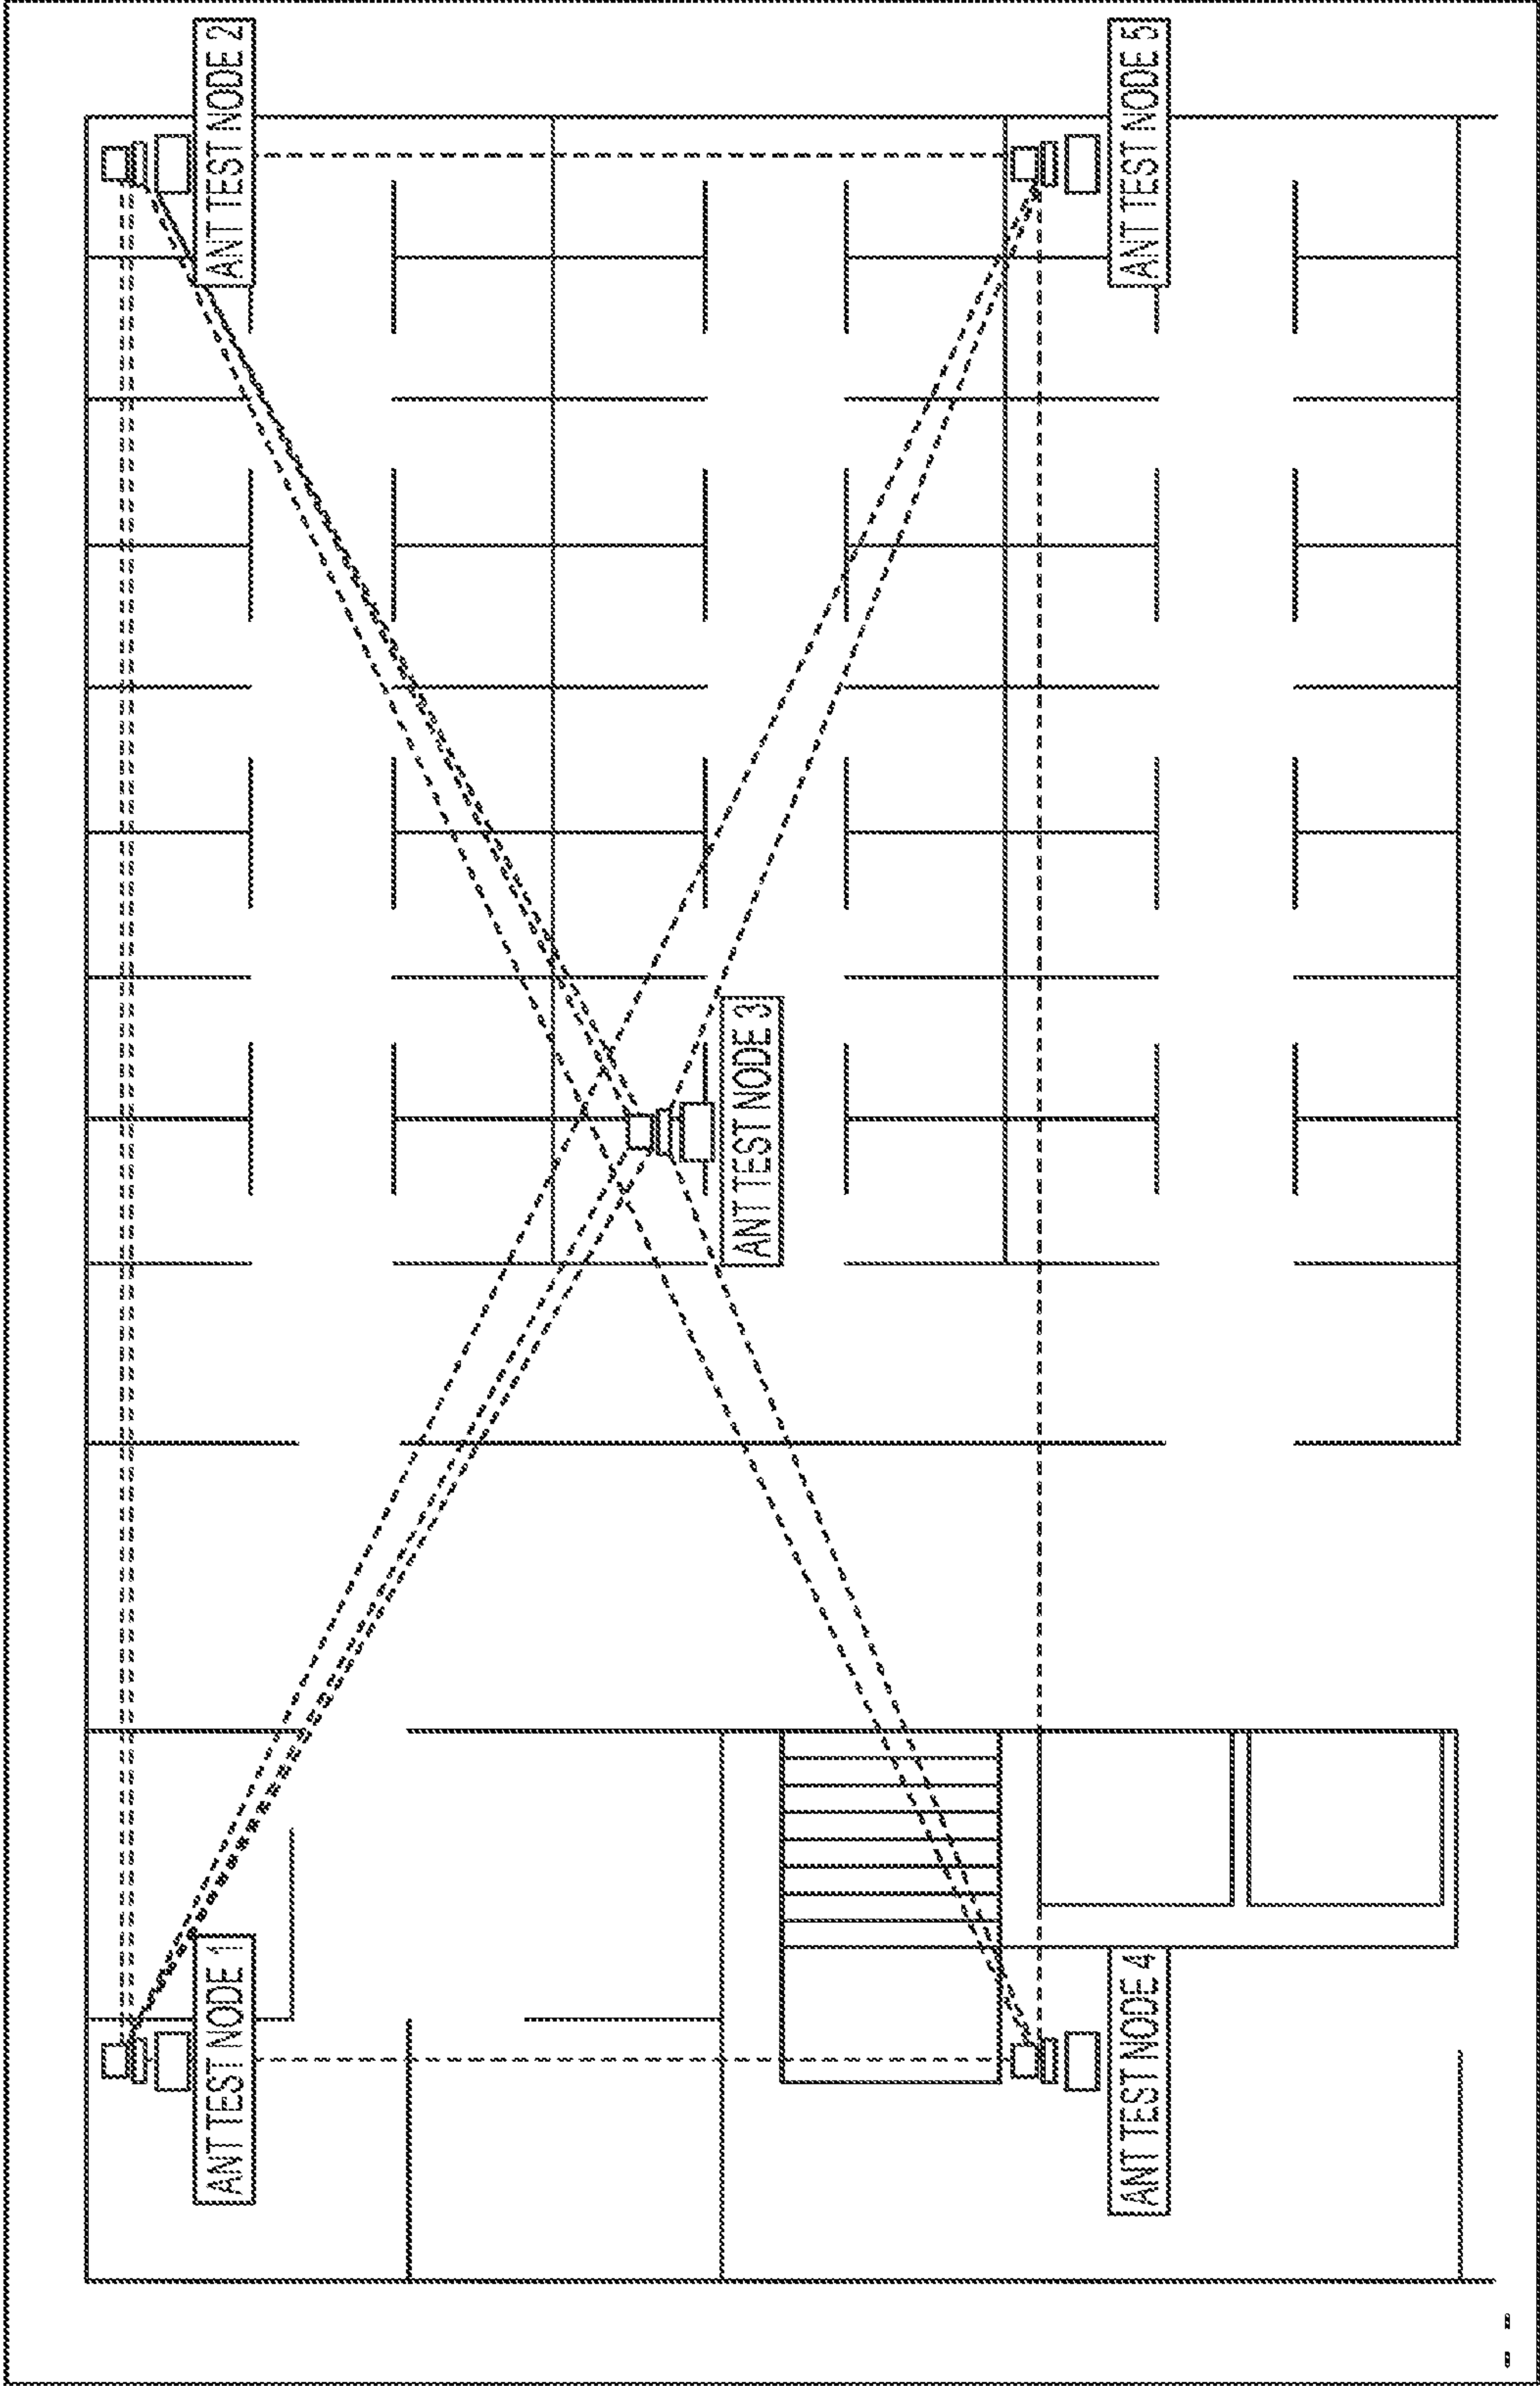 ANT TEST NODE 1
ANT TEST NODE 2
ANT TEST NODE 3
ANT TEST NODE 4
ANT TEST NODE 5